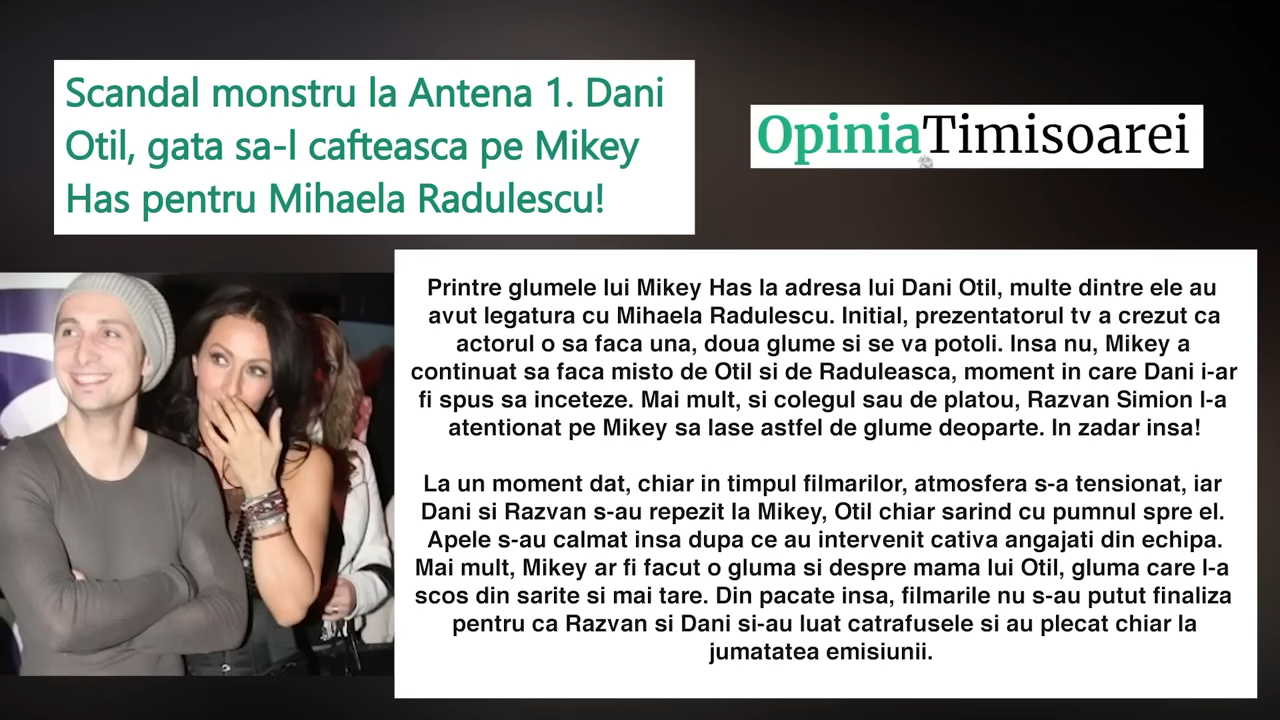 Scandal monstru la Antena 1. Dani
Otil, gata sa-l cafteasca pe Mikey
Has pentru Mihaela Radulescu!
OpiniaTimisoarei
Printre glumele lui Mikey Has la adresa lui Dani Otil, multe dintre ele au
avut legatura cu Mihaela Radulescu. Initial, prezentatorul tv a crezut ca
actorul o sa faca una, doua glume si se va potoli. Insa nu, Mikey a
continuat sa faca misto de Otil si de Raduleasca, moment in care Dani i-ar
fi spus sa inceteze. Mai mult, si colegul sau de platou, Razvan Simion l-a
atentionat pe Mikey sa lase astfel de glume deoparte. In zadar insa!
La un moment dat, chiar in timpul filmarilor, atmosfera s-a tensionat, iar
Dani si Razvan s-au repezit la Mikey, Otil chiar sarind cu pumnul spre el.
Apele s-au calmat insa dupa ce au intervenit cativa angajati din echipa.
Mai mult, Mikey ar fi facut o gluma si despre mama lui Otil, gluma care l-a
scos din sarite si mai tare. Din pacate insa, filmarile nu s-au putut finaliza
pentru ca Razvan si Dani si-au luat catrafusele si au plecat chiar la
jumatatea emisiunii.